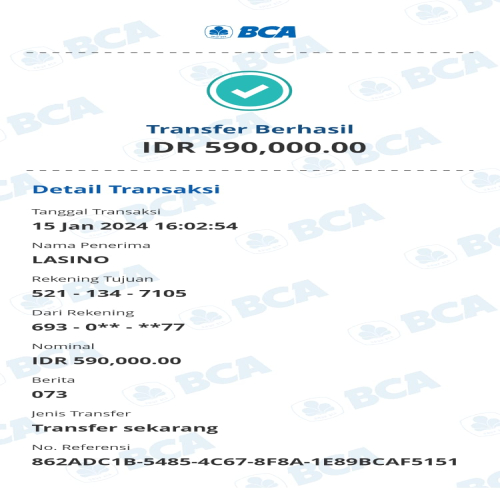 BCA
Transfer Berhasil
IDR 590,000.00
Detail Transaksi
Tanggal Transaksi
15 Jan 2024 16:02:54
Nama Penerima
LASINO
Rekening Tujuan
521 - 134 - 7105
Dari Rekening
693 - 0** - **77
Nominal
IDR 590,000.00
Berita
073
Jenis Transfer
Transfer sekarang
No. Referensi
862ADC1B-5485-4C67-8F8A-1E89BCAF5151